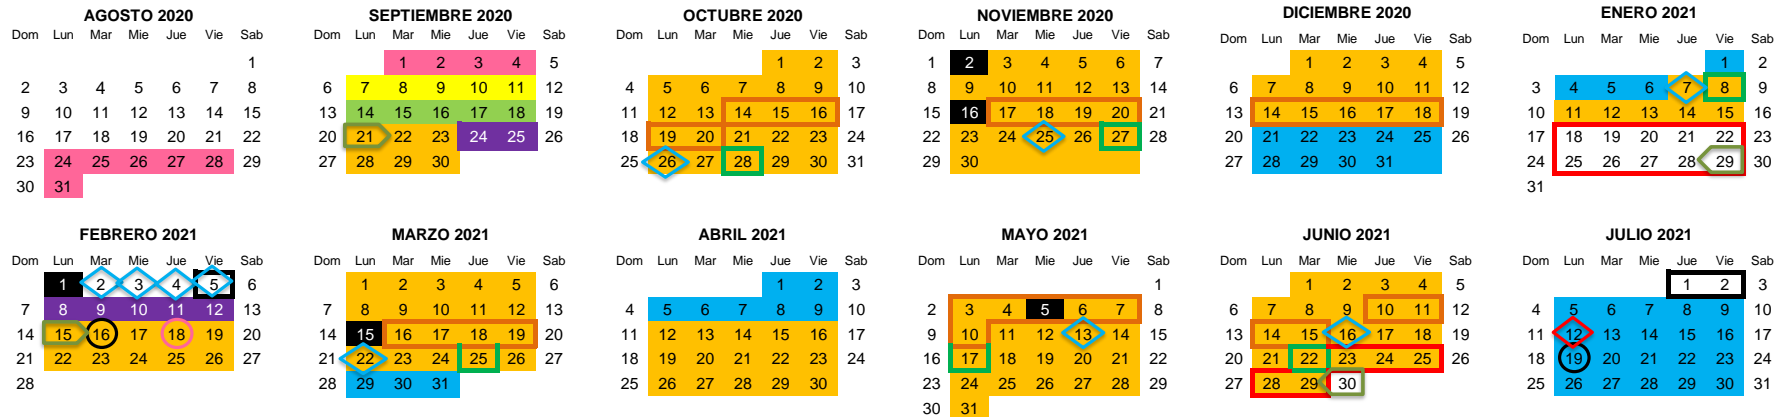 AGOSTO 2020
Dom Lun Mar Mie Jue Vie Sab
1
2 3 4 5 6 7 8
9 10 11 12 13 14 15
16 17 18 19 20 21 22
23 24 25 26 27 28 29
30 31
SEPTIEMBRE 2020
Dom Lun Mar Mie Jue Vie Sab
1 2 3 4 5
6 7 8 9 10 11 12
13 14 15 16 17 18 19
20 21 22 23 24 25 26
27 28 29 30
OCTUBRE 2020
Dom Lun Mar Mie Jue Vie Sab
1 2 3
4 5 6 7 8 9 10
11 12 13 14 15 16 17
18 19 20 21 22 23 24
25 26 27 28 29 30 31
NOVIEMBRE 2020
Dom Lun Mar Mie Jue Vie Sab
1 2 3 4 5 6 7
8 9 10 11 12 13 14
15 16 17 18 19 20 21
22 23 24 25 26 27 28
29 30
DICIEMBRE 2020
Dom Lun Mar Mie Jue Vie Sab
1 2 3 4 5
6 7 8 9 10 11 12
13 14 15 16 17 18 19
20 21 22 23 24 25 26
27 28 29 30 31
ENERO 2021
Dom Lun Mar Mie Jue Vie Sab
1 2
3 4 5 6 7 8 9
10 11 12 13 14 15 16
17 18 19 20 21 22 23
24 25 26 27 28 29 30
31
FEBRERO 2021
Dom Lun Mar Mie Jue Vie Sab
1 2 3 4 5 6
7 8 9 10 11 12 13
14 15 16 17 18 19 20
21 22 23 24 25 26 27
28
MARZO 2021
Dom Lun Mar Mie Jue Vie Sab
1 2 3 4 5 6
7 8 9 10 11 12 13
14 15 16 17 18 19 20
21 22 23 24 25 26 27
28 29 30 31
ABRIL 2021
Dom Lun Mar Mie Jue Vie Sab
1 2 3
4 5 6 7 8 9 10
11 12 13 14 15 16 17
18 19 20 21 22 23 24
25 26 27 28 29 30
MAYO 2021
Dom Lun Mar Mie Jue Vie Sab
1
2 3 4 5 6 7 8
9 10 11 12 13 14 15
16 17 18 19 20 21 22
23 24 25 26 27 28 29
30 31
JUNIO 2021
Dom Lun Mar Mie Jue Vie Sab
1 2 3 4 5
6 7 8 9 10 11 12
13 14 15 16 17 18 19
20 21 22 23 24 25 26
27 28 29 30
JULIO 2021
Dom Lun Mar Mie Jue Vie Sab
1 2 3
4 5 6 7 8 9 10
11 12 13 14 15 16 17
18 19 20 21 22 23 24
25 26 27 28 29 30 31